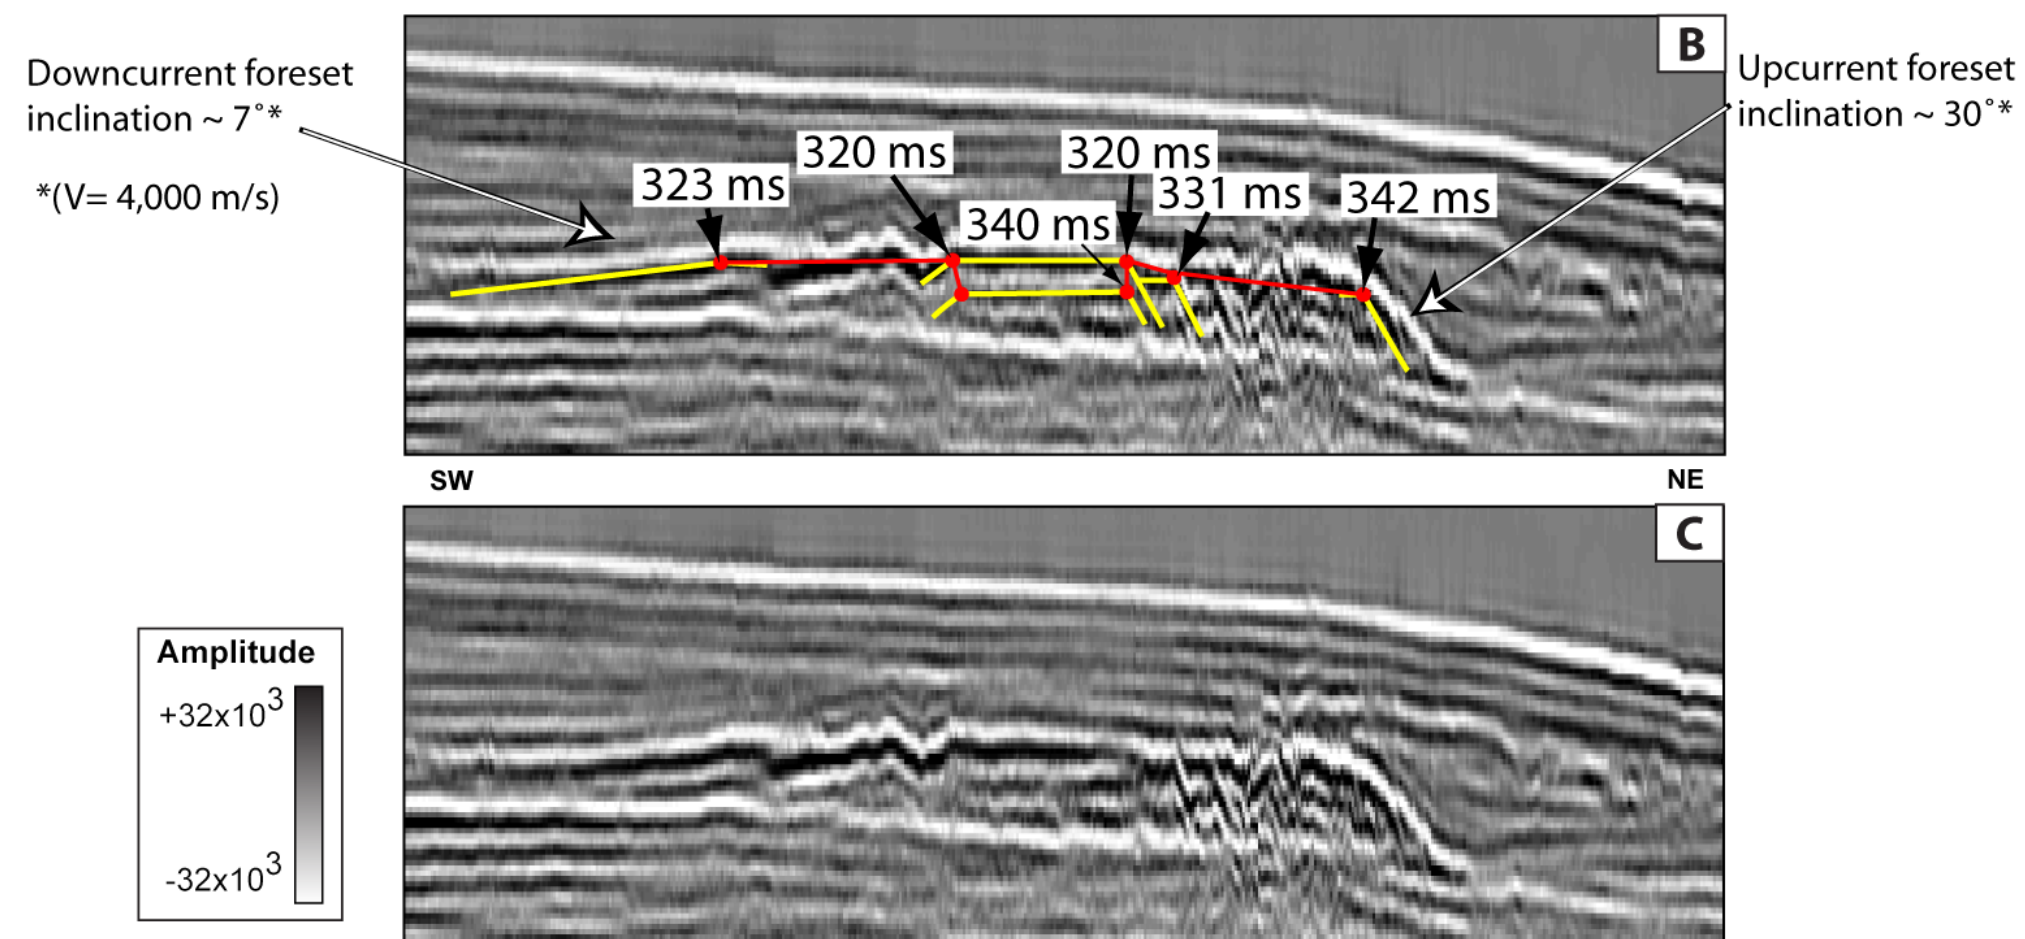 B
Downcurrent foreset
inclination ~ 7°*
*(V= 4,000 m/s)
Upcurrent foreset
inclination ~ 30°*
320 ms
320 ms
323 ms
331 ms
342 ms
340 ms
SW
NE
C
Amplitude
+32x10³
-32x10³